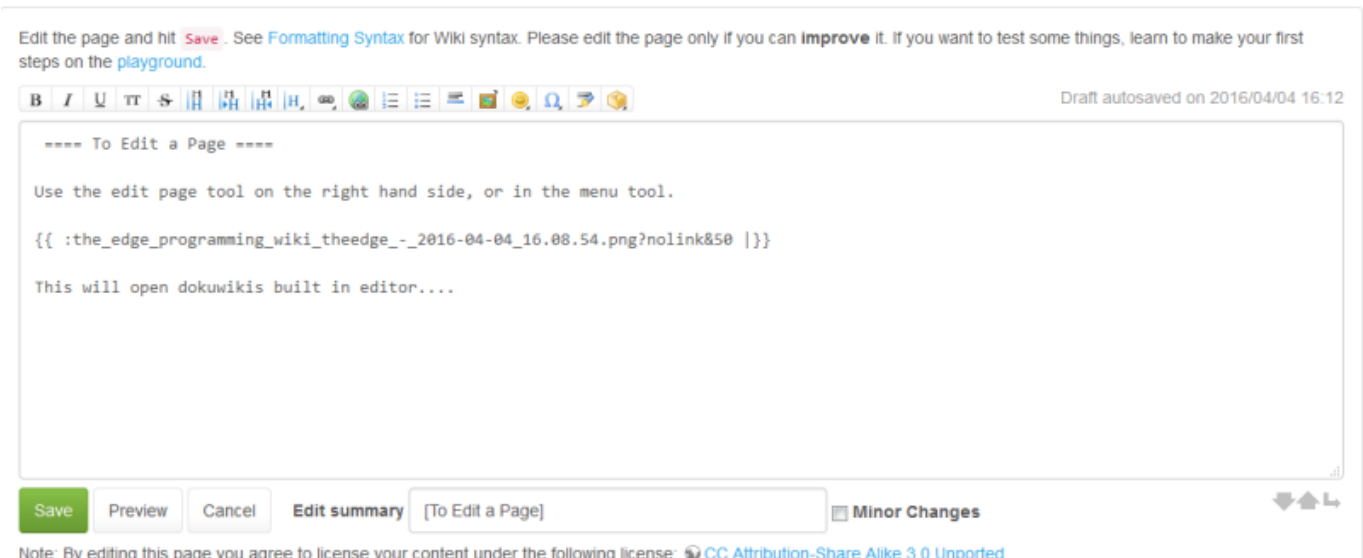 Edit the page and hit Save . See Formatting Syntax for Wiki syntax. Please edit the page only if you can improve it. If you want to test some things, learn to make your first
steps on the playground.
B I U TT S H H H H, Ω
Draft autosaved on 2016/04/04 16:12
==== To Edit a Page ====
Use the edit page tool on the right hand side, or in the menu tool.
{{ :the_edge_programming_wiki_theedge_-_2016-04-04_16.08.54.png?nolink&50 |}}
This will open dokuwikis built in editor....
Save Preview Cancel Edit summary [To Edit a Page] Minor Changes
Note: By editing this page you agree to license your content under the following license: CC Attribution-Share Alike 3.0 Unported